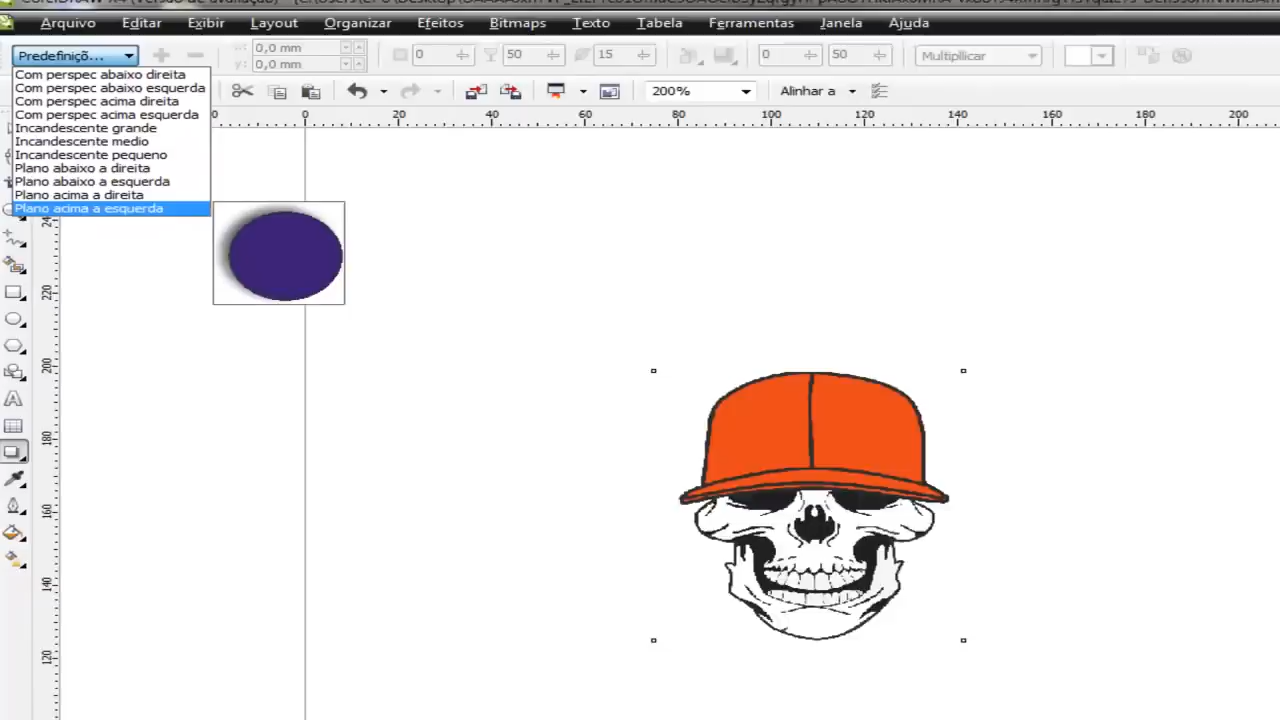 Arquivo Editar Exibir Layout Organizar Efeitos Bitmaps Texto Tabela Ferramentas Janela Ajuda
Predefiniçõ... x: 0,0 mm 0 50 15 0 50 Multiplicar
y: 0,0 mm
200% Alinhar a
Com perspec abaixo direita
Com perspec abaixo esquerda
Com perspec acima direita
Com perspec acima esquerda
Incandescente grande
Incandescente medio
Incandescente pequeno
Plano abaixo a direita
Plano abaixo a esquerda
Plano acima a direita
Plano acima a esquerda
0 20 40 60 80 100 120 140 160 180 200
220
200
180
160
140
120